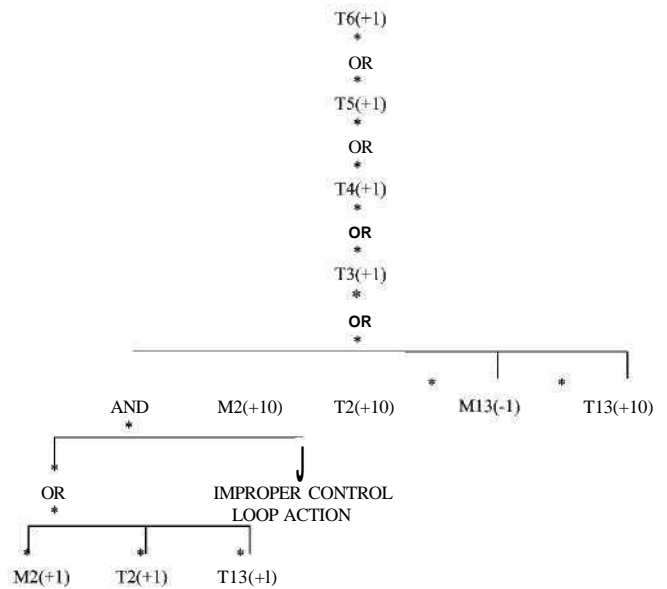 T6(+1)
*
OR
*
T5(+1)
*
OR
*
T4(+1)
*
OR
*
T3(+1)
*
OR
*
* *
AND M2(+10) T2(+10) M13(-1) T13(+10)
*
*
OR IMPROPER CONTROL
* LOOP ACTION
* * *
M2(+1) T2(+1) T13(+l)